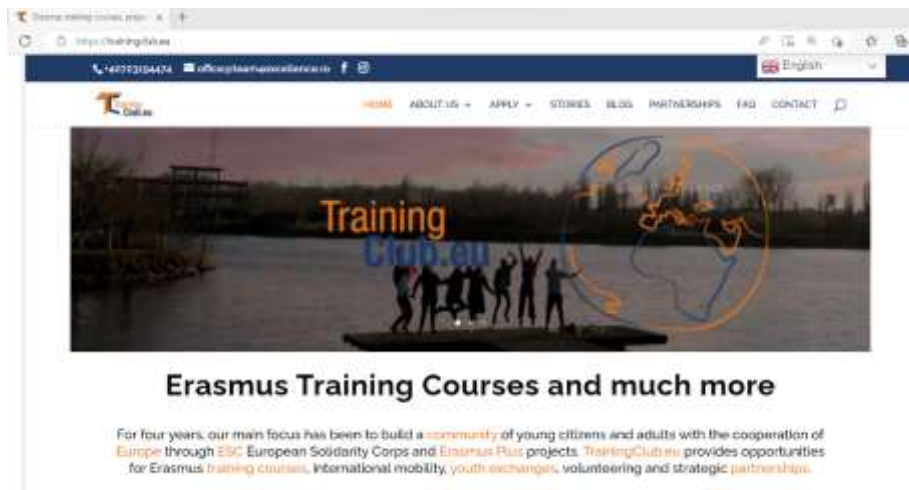 English
HOME ABOUT US APPLY STORIES BLOG PARTNERSHIPS FAQ CONTACT
Training
Club.eu
Erasmus Training Courses and much more
For four years, our main focus has been to build a community of young citizens and adults with the cooperation of
Europe through ESC European Solidarity Corps and Erasmus Plus projects. TrainingClub.eu provides opportunities
for Erasmus training courses, international mobility, youth exchanges, volunteering and strategic partnerships.